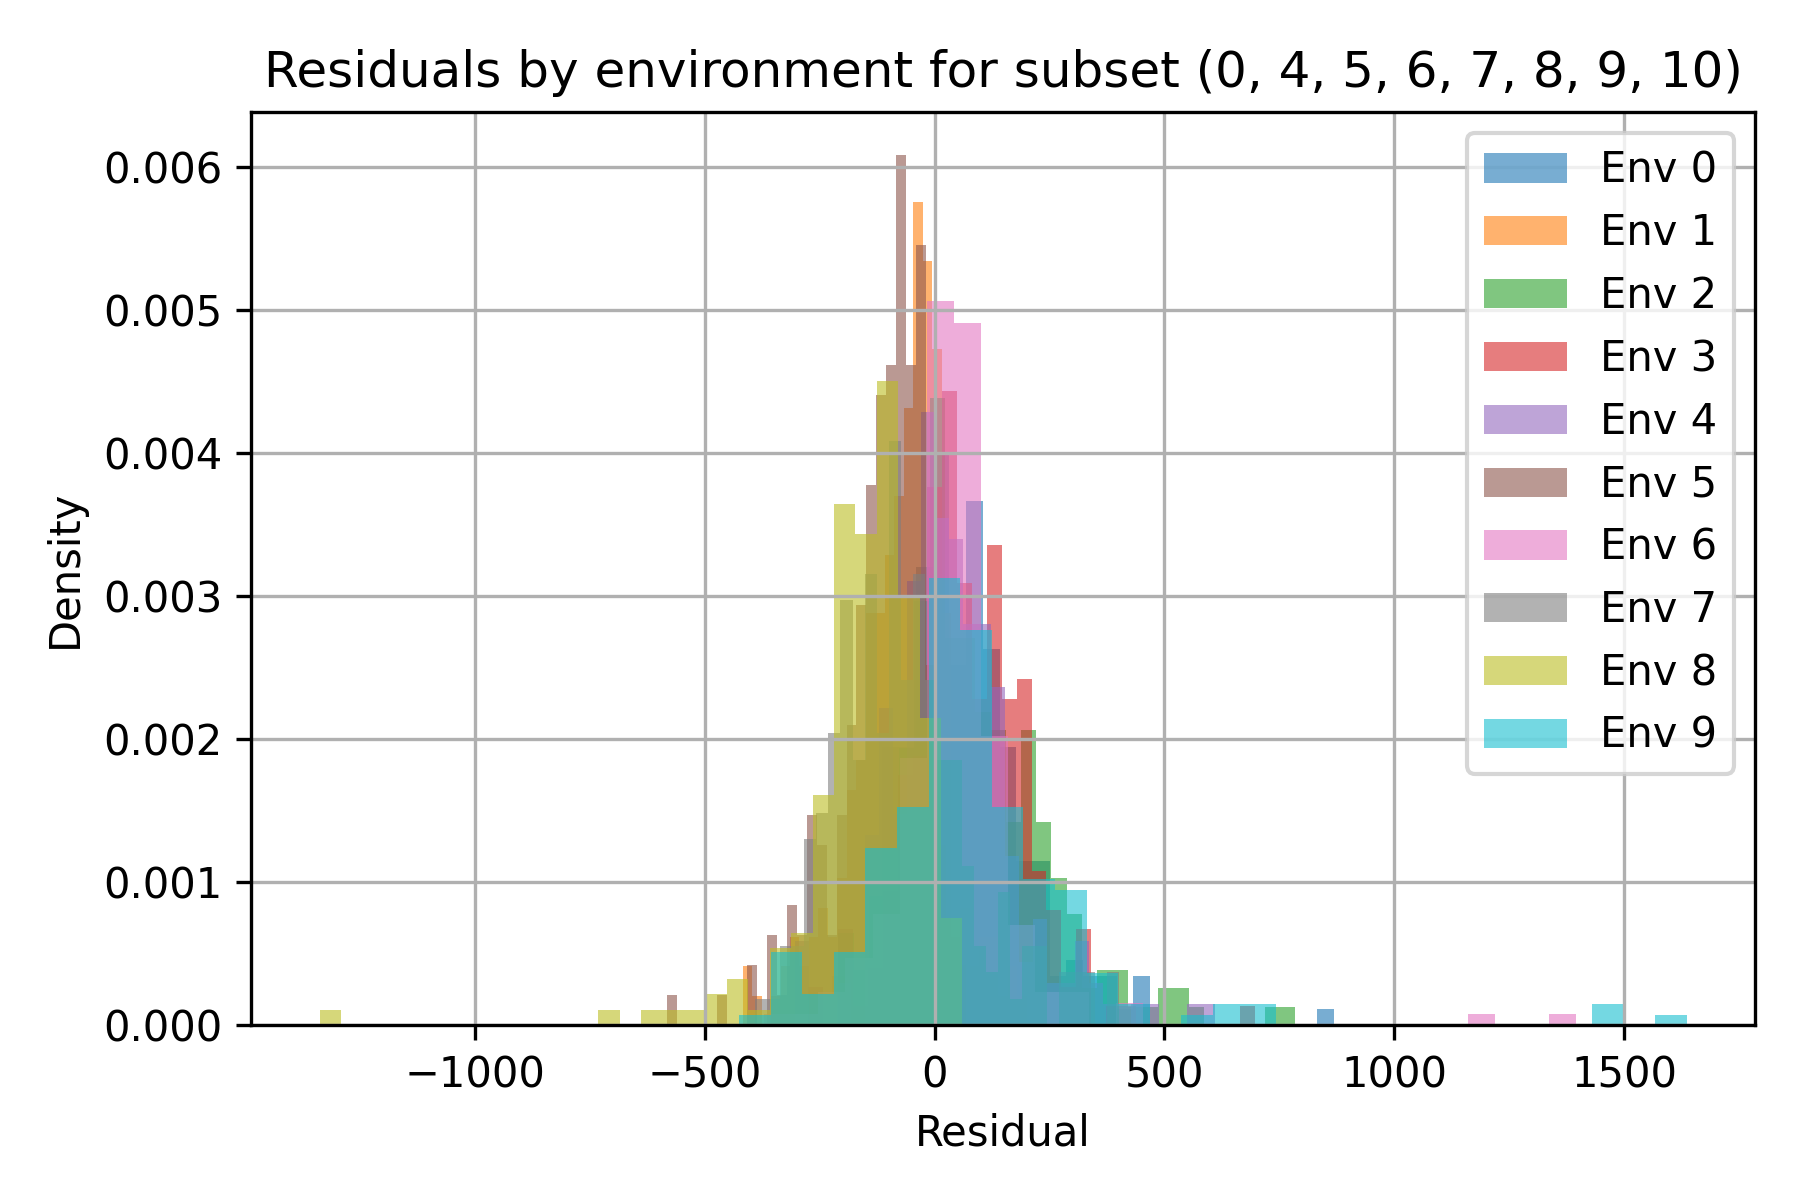 Residuals by environment for subset (0, 4, 5, 6, 7, 8, 9, 10)
Density
0.006
0.005
0.004
0.003
0.002
0.001
0.000
−1000
−500
0
500
1000
1500
Residual
Env 0
Env 1
Env 2
Env 3
Env 4
Env 5
Env 6
Env 7
Env 8
Env 9